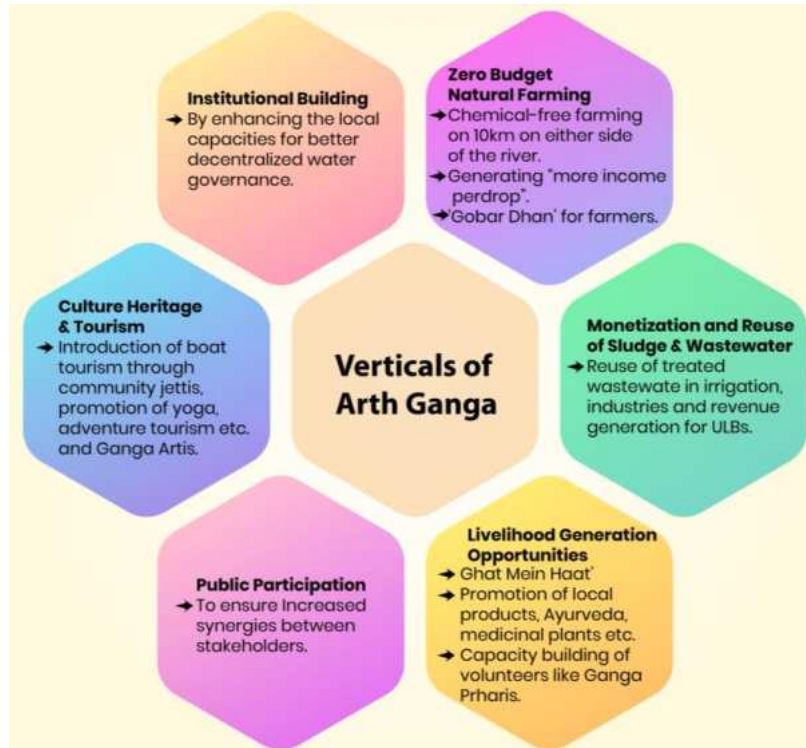 Institutional Building
➔ By enhancing the local
capacities for better
decentralized water
governance.
Zero Budget
Natural Farming
➔ Chemical-free farming
on 10km on either side
of the river.
➔ Generating "more income
perdrop".
➔ 'Gobar Dhan' for farmers.
Culture Heritage
& Tourism
➔ Introduction of boat
tourism through
community jettis,
promotion of yoga,
adventure tourism etc.
and Ganga Artis.
Verticals of
Arth Ganga
Monetization and Reuse
of Sludge & Wastewater
➔ Reuse of treated
wastewate in irrigation,
industries and revenue
generation for ULBs.
Public Participation
➔ To ensure Increased
synergies between
stakeholders.
Livelihood Generation
Opportunities
➔ Ghat Mein Haat'
➔ Promotion of local
products, Ayurveda,
medicinal plants etc.
➔ Capacity building of
volunteers like Ganga
Prharis.